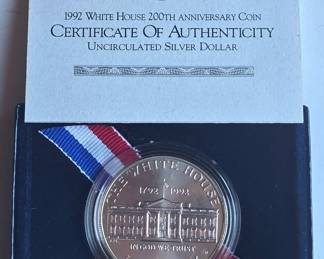 1992 WHITE HOUSE 200TH ANNIVERSARY COIN
CERTIFICATE OF AUTHENTICITY
UNCIRCULATED SILVER DOLLAR
THE WHITE HOUSE
1792 1992
IN GOD WE TRUST